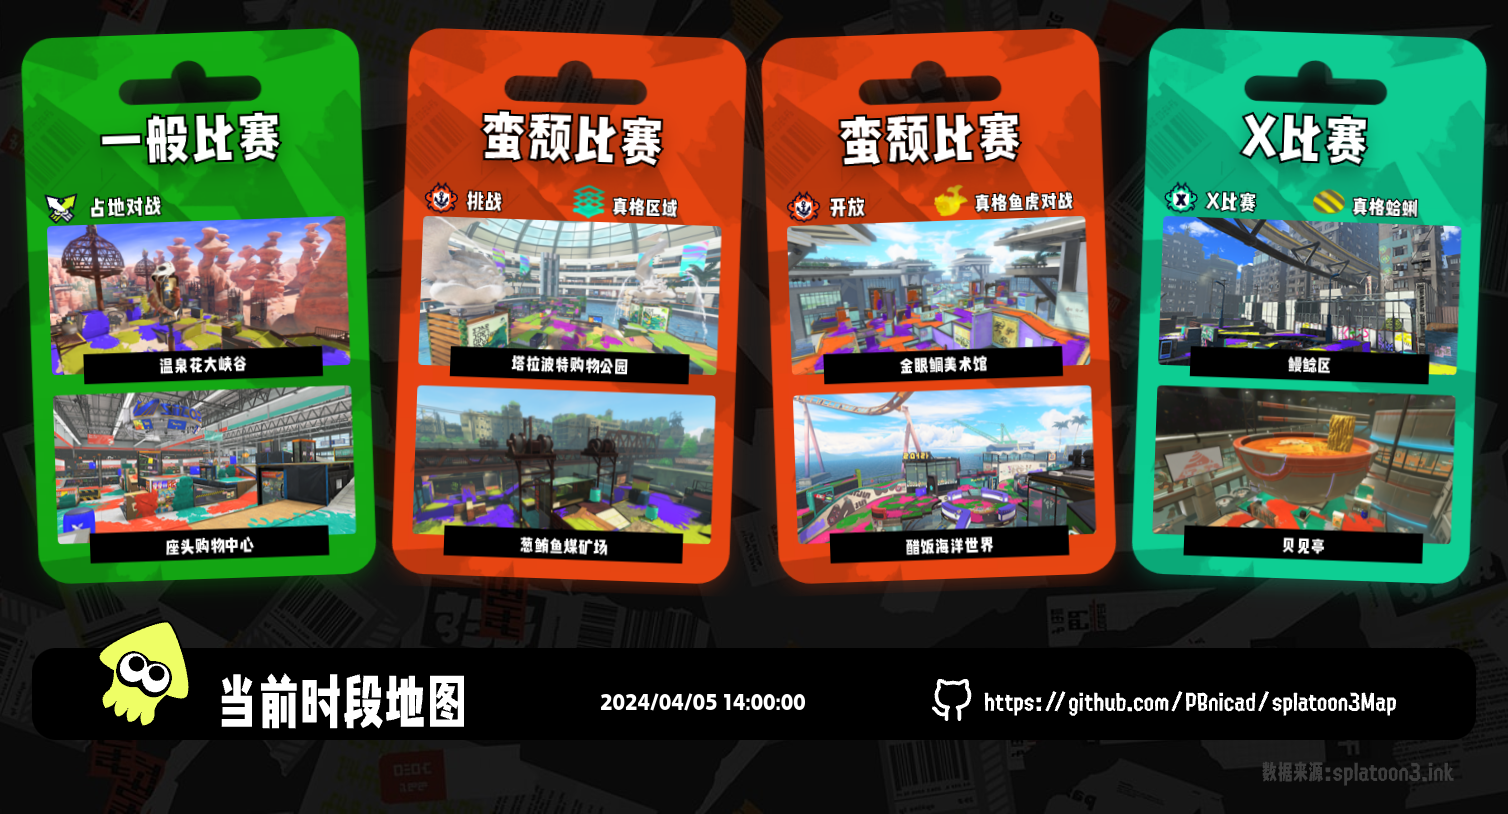 一般比赛
占地对战
温泉花大峡谷
座头购物中心
蛮颓比赛
挑战
真格区域
塔拉波特购物公园
葱鲔鱼煤矿场
蛮颓比赛
开放
真格鱼虎对战
金眼鲷美术馆
醋饭海洋世界
X比赛
X比赛
真格蛤蜊
鳗鲶区
贝见亭
当前时段地图
2024/04/05 14:00:00
https://github.com/PBnicad/splatoon3Map
数据来源:splatoon3.ink